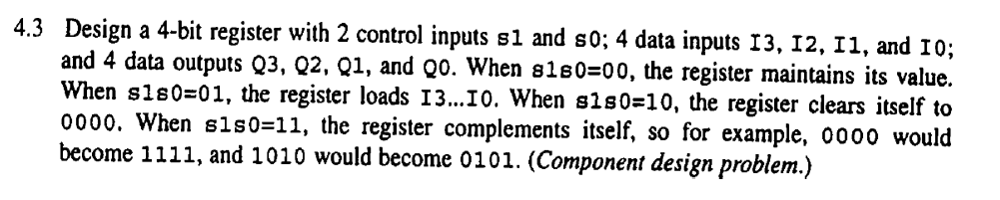 4.3 Design a 4-bit register with 2 control inputs s1 and s0; 4 data inputs I3, I2, I1, and I0;
and 4 data outputs Q3, Q2, Q1, and Q0. When s1s0=00, the register maintains its value.
When s1s0=01, the register loads I3...I0. When s1s0=10, the register clears itself to
0000. When s1s0=11, the register complements itself, so for example, 0000 would
become 1111, and 1010 would become 0101. (Component design problem.)